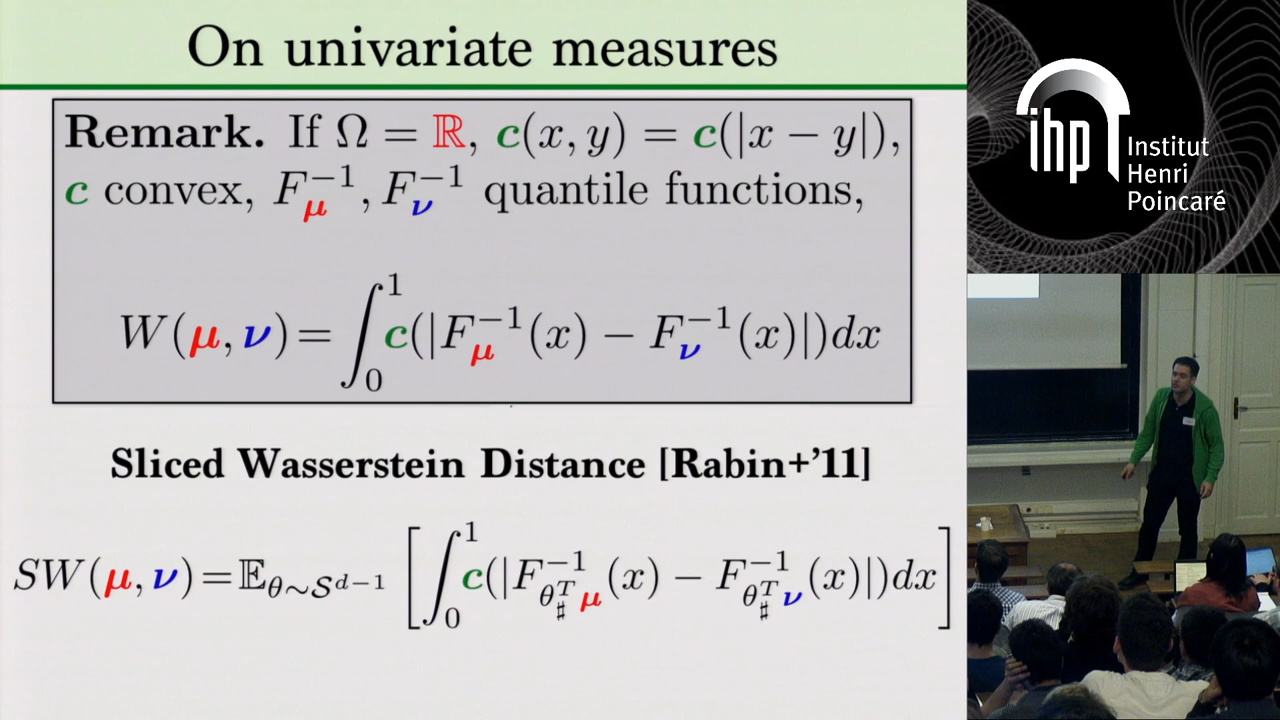 On univariate measures
Remark. If Ω = ℝ, c(x, y) = c(|x − y|),
c convex, F_μ^{−1}, F_ν^{−1} quantile functions,
W(μ, ν) = ∫_0^1 c(|F_μ^{−1}(x) − F_ν^{−1}(x)|)dx
Sliced Wasserstein Distance [Rabin+'11]
SW(μ, ν) = 𝔼_{θ∼𝒮^{d−1}} [∫_0^1 c(|F_{θ^T_♯ μ}^{−1}(x) − F_{θ^T_♯ ν}^{−1}(x)|)dx]
ihp
Institut
Henri
Poincaré